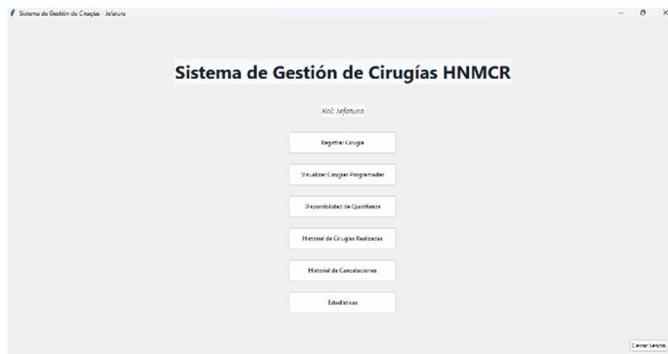 Sistema de Gestión de Cirugías - Jefatura
Sistema de Gestión de Cirugías HNMCR
Rol: Jefatura
Registrar Cirugía
Visualizar Cirugías Programadas
Disponibilidad de Quirófanos
Historial de Cirugías Realizadas
Historial de Cancelaciones
Estadísticas
Cerrar Sesión